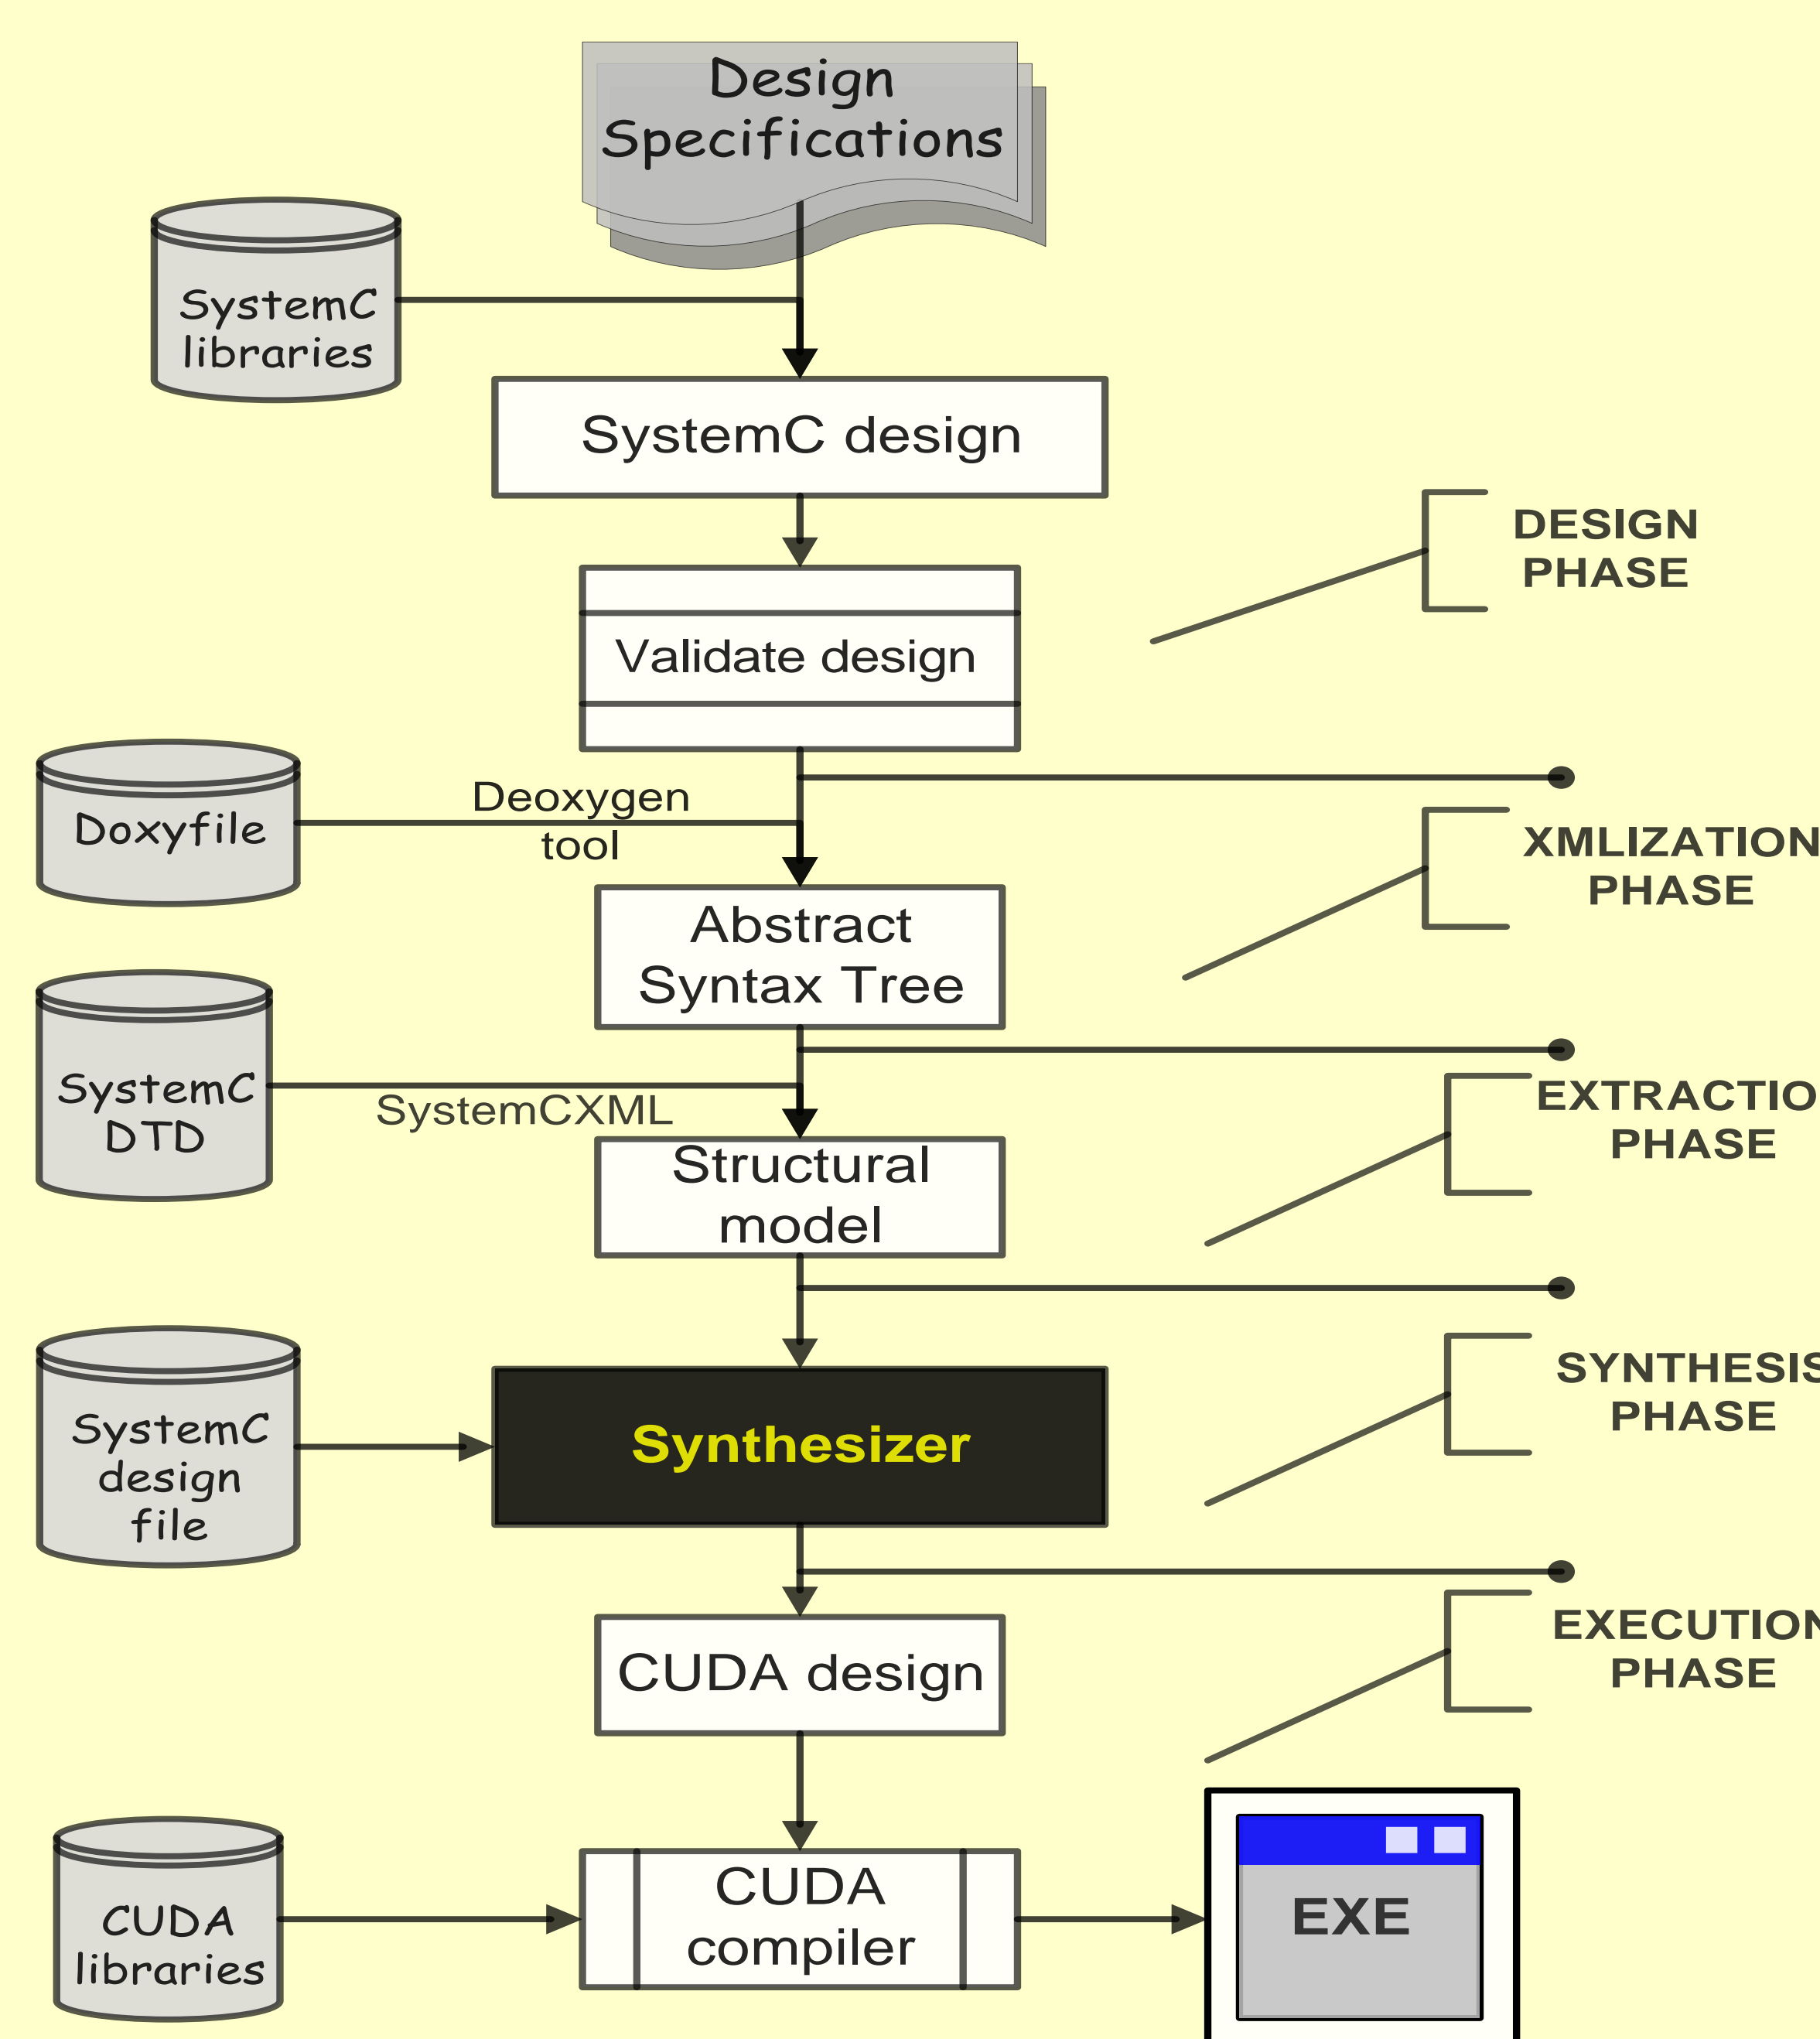 Design
Specifications
SystemC
libraries
SystemC design
DESIGN
PHASE
Validate design
Doxyfile
Deoxygen
tool
XMLIZATION
PHASE
Abstract
Syntax Tree
SystemC
DTD
SystemCXML
EXTRACTIO
PHASE
Structural
model
SYNTHESIS
PHASE
SystemC
design
file
Synthesizer
EXECUTION
PHASE
CUDA design
CUDA
libraries
CUDA
compiler
EXE